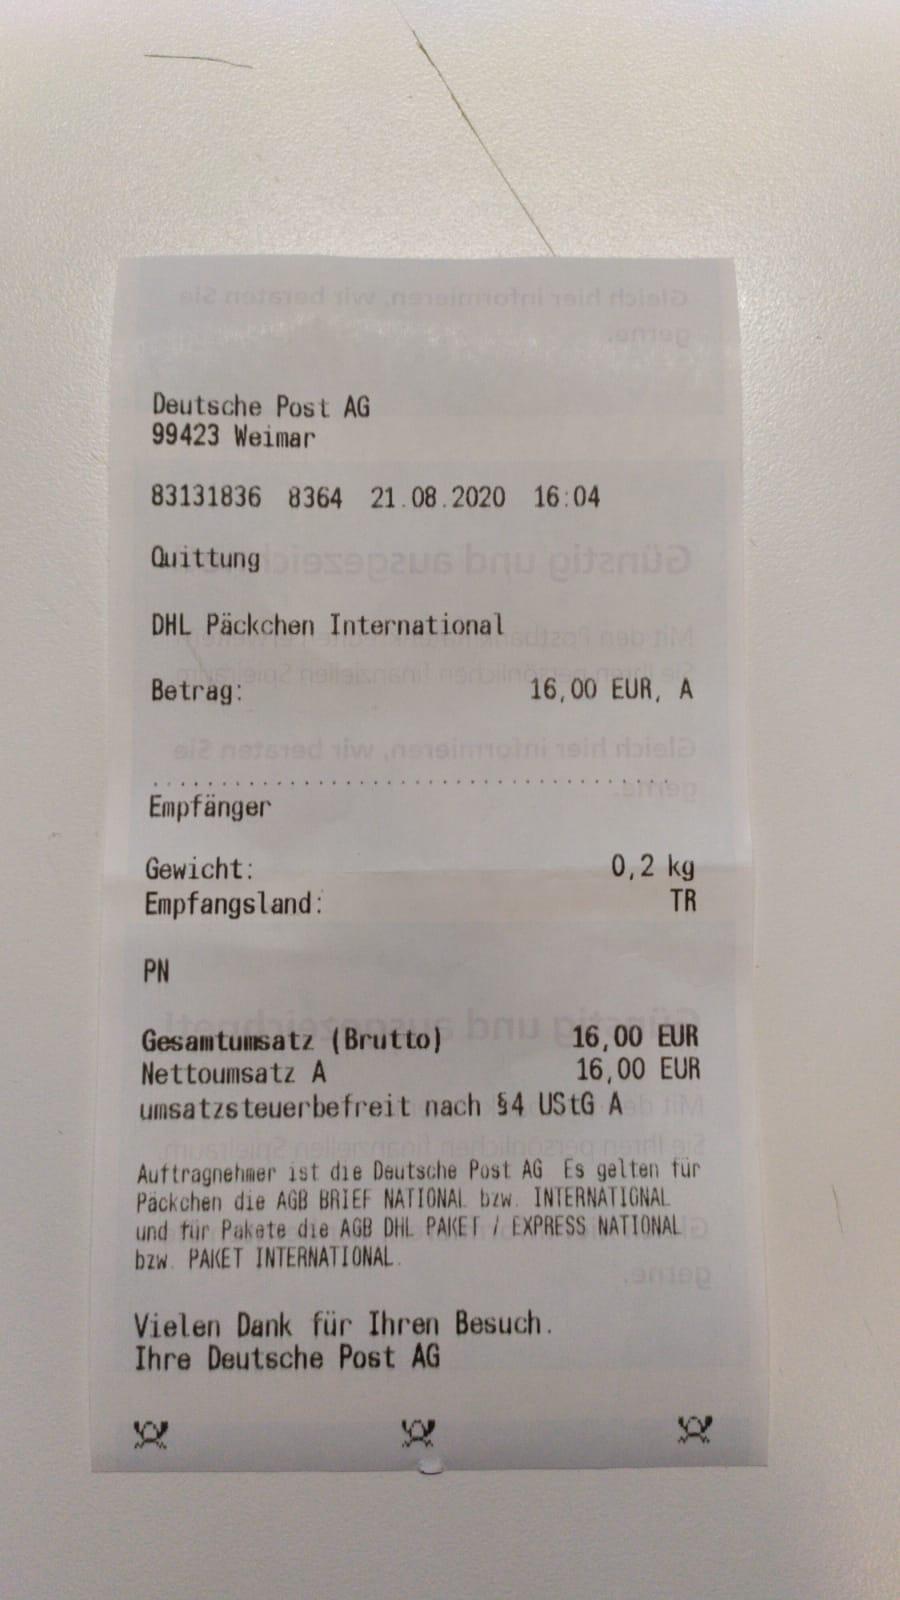 Deutsche Post AG
99423 Weimar
83131836 8364 21.08.2020 16:04
Quittung
DHL Päckchen International
Betrag: 16,00 EUR, A
Empfänger
Gewicht: 0,2 kg
Empfangsland: TR
PN
Gesamtumsatz (Brutto) 16,00 EUR
Nettoumsatz A 16,00 EUR
umsatzsteuerbefreit nach §4 UStG A
Auftragnehmer ist die Deutsche Post AG Es gelten für
Päckchen die AGB BRIEF NATIONAL bzw. INTERNATIONAL
und für Pakete die AGB DHL PAKET / EXPRESS NATIONAL
bzw. PAKET INTERNATIONAL.
Vielen Dank für Ihren Besuch.
Ihre Deutsche Post AG